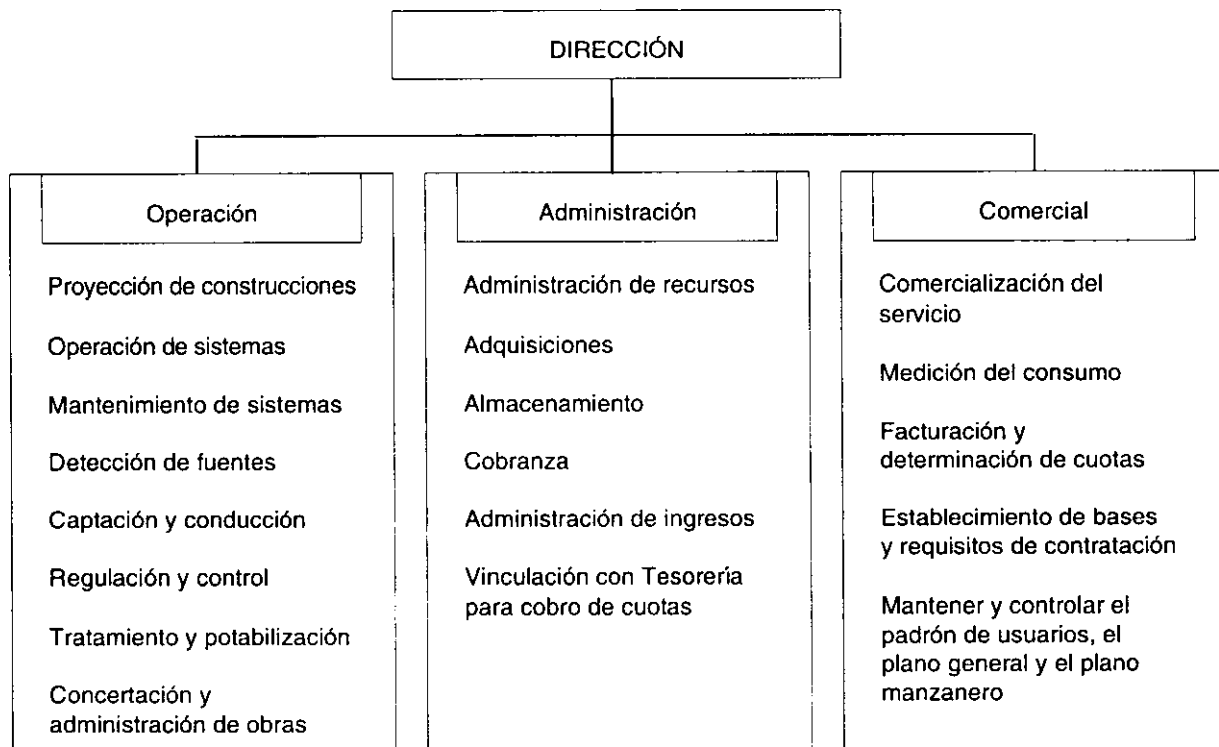 DIRECCIÓN
Operación
Proyección de construcciones
Operación de sistemas
Mantenimiento de sistemas
Detección de fuentes
Captación y conducción
Regulación y control
Tratamiento y potabilización
Concertación y
administración de obras
Administración
Administración de recursos
Adquisiciones
Almacenamiento
Cobranza
Administración de ingresos
Vinculación con Tesorería
para cobro de cuotas
Comercial
Comercialización del
servicio
Medición del consumo
Facturación y
determinación de cuotas
Establecimiento de bases
y requisitos de contratación
Mantener y controlar el
padrón de usuarios, el
plano general y el plano
manzanero